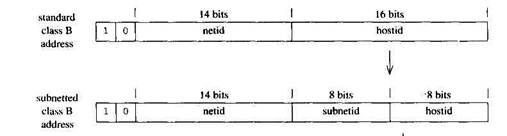 standard
class B
address
14 bits 16 bits
1 0 netid hostid
subnetted
class B
address
14 bits 8 bits 8 bits
1 0 netid subnetid hostid